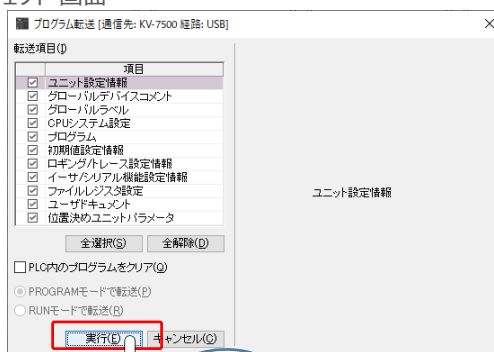 ェクト画面
プログラム転送 [通信先: KV-7500 経路: USB]
転送項目(I)
項目
ユニット設定情報
グローバルデバイスコメント
グローバルラベル
CPUシステム設定
プログラム
初期値設定情報
ロギング/トレース設定情報
イーサ/シリアル機能設定情報
ファイルレジスタ設定
ユーザドキュメント
位置決めユニットパラメータ
ユニット設定情報
全選択(S) 全解除(D)
PLC内のプログラムをクリア(Q)
PROGRAMモードで転送(P)
RUNモードで転送(R)
実行(E) キャンセル(C)